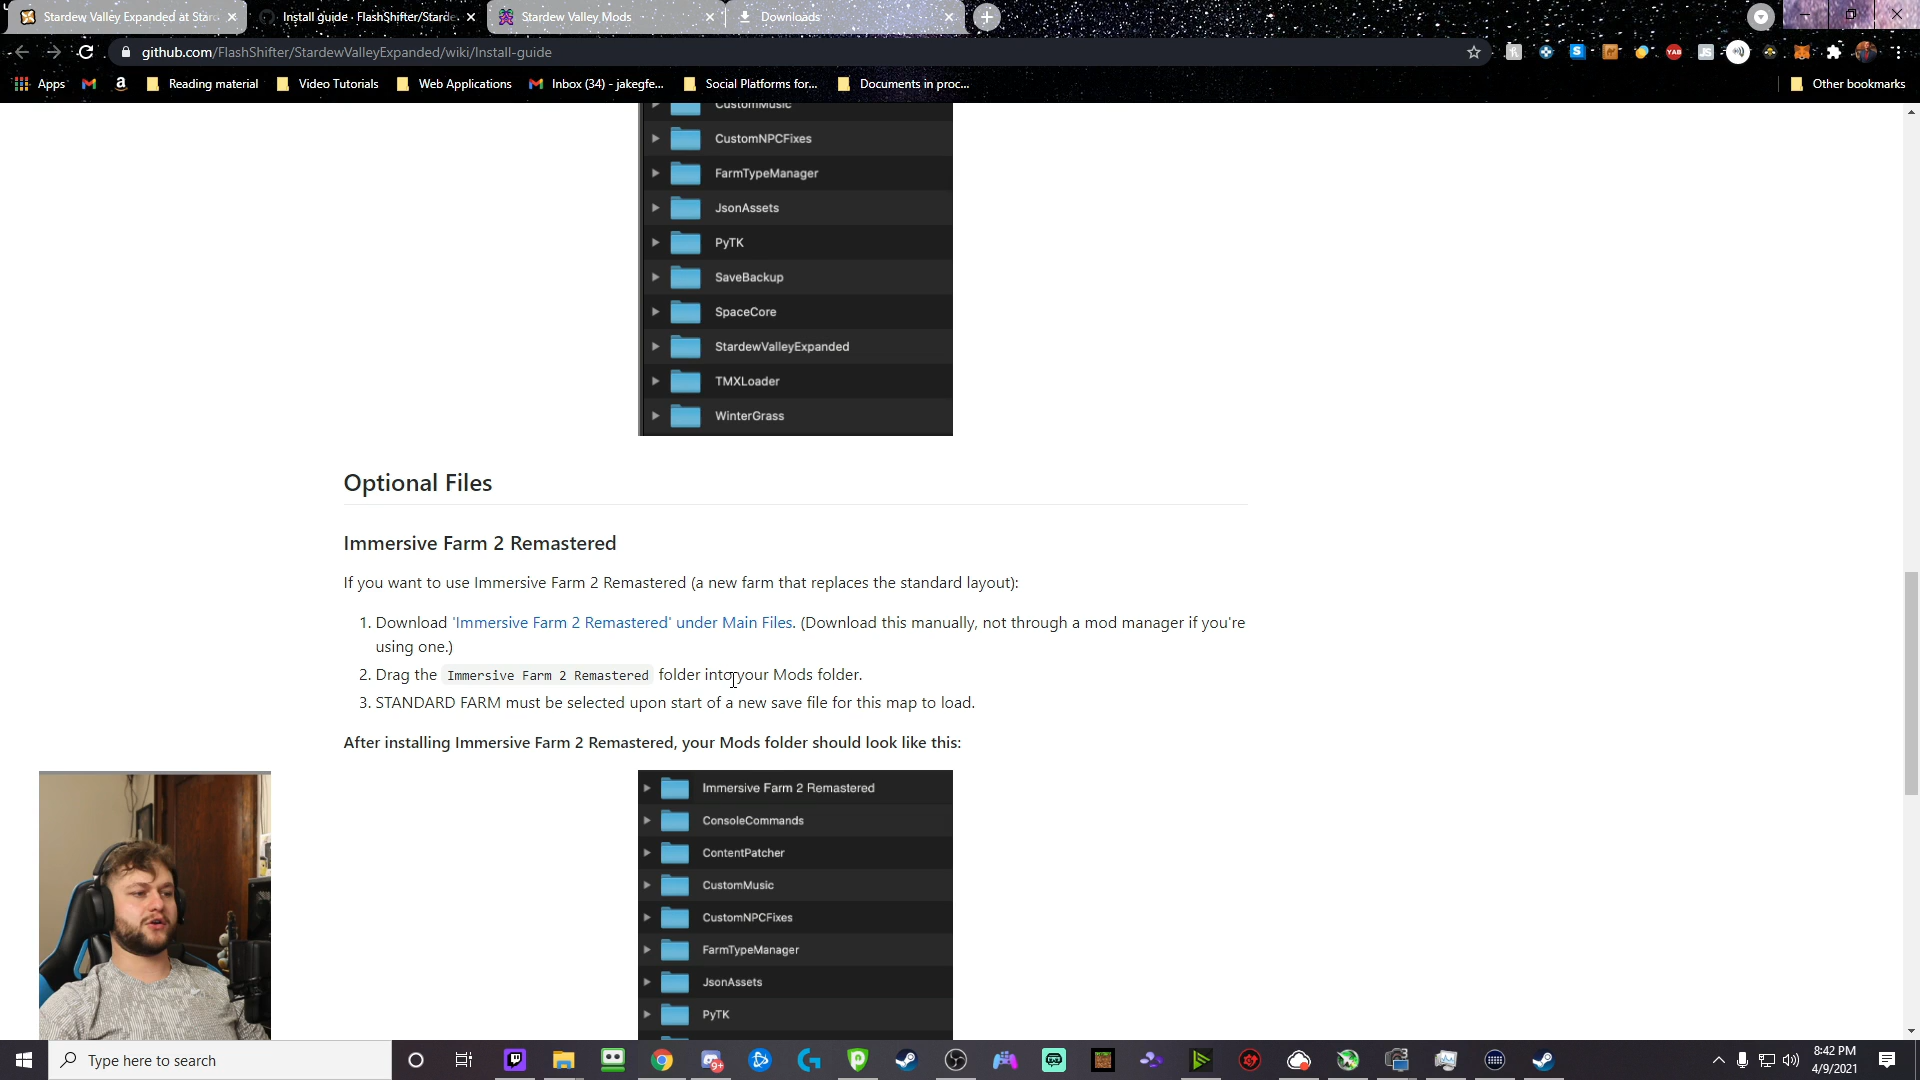 Stardew Valley Expanded at Star
Install guide · FlashShifter/Starde
Stardew Valley Mods
Downloads
github.com/FlashShifter/StardewValleyExpanded/wiki/Install-guide
Apps
Reading material
Video Tutorials
Web Applications
Inbox (34) - jakegfe...
Social Platforms for...
Documents in proc...
Other bookmarks
CustomMusic
CustomNPCFixes
FarmTypeManager
JsonAssets
PyTK
SaveBackup
SpaceCore
StardewValleyExpanded
TMXLoader
WinterGrass
Optional Files
Immersive Farm 2 Remastered
If you want to use Immersive Farm 2 Remastered (a new farm that replaces the standard layout):
1. Download 'Immersive Farm 2 Remastered' under Main Files. (Download this manually, not through a mod manager if you're
using one.)
2. Drag the Immersive Farm 2 Remastered folder into your Mods folder.
3. STANDARD FARM must be selected upon start of a new save file for this map to load.
After installing Immersive Farm 2 Remastered, your Mods folder should look like this:
Immersive Farm 2 Remastered
ConsoleCommands
ContentPatcher
CustomMusic
CustomNPCFixes
FarmTypeManager
JsonAssets
PyTK
Type here to search
8:42 PM
4/9/2021